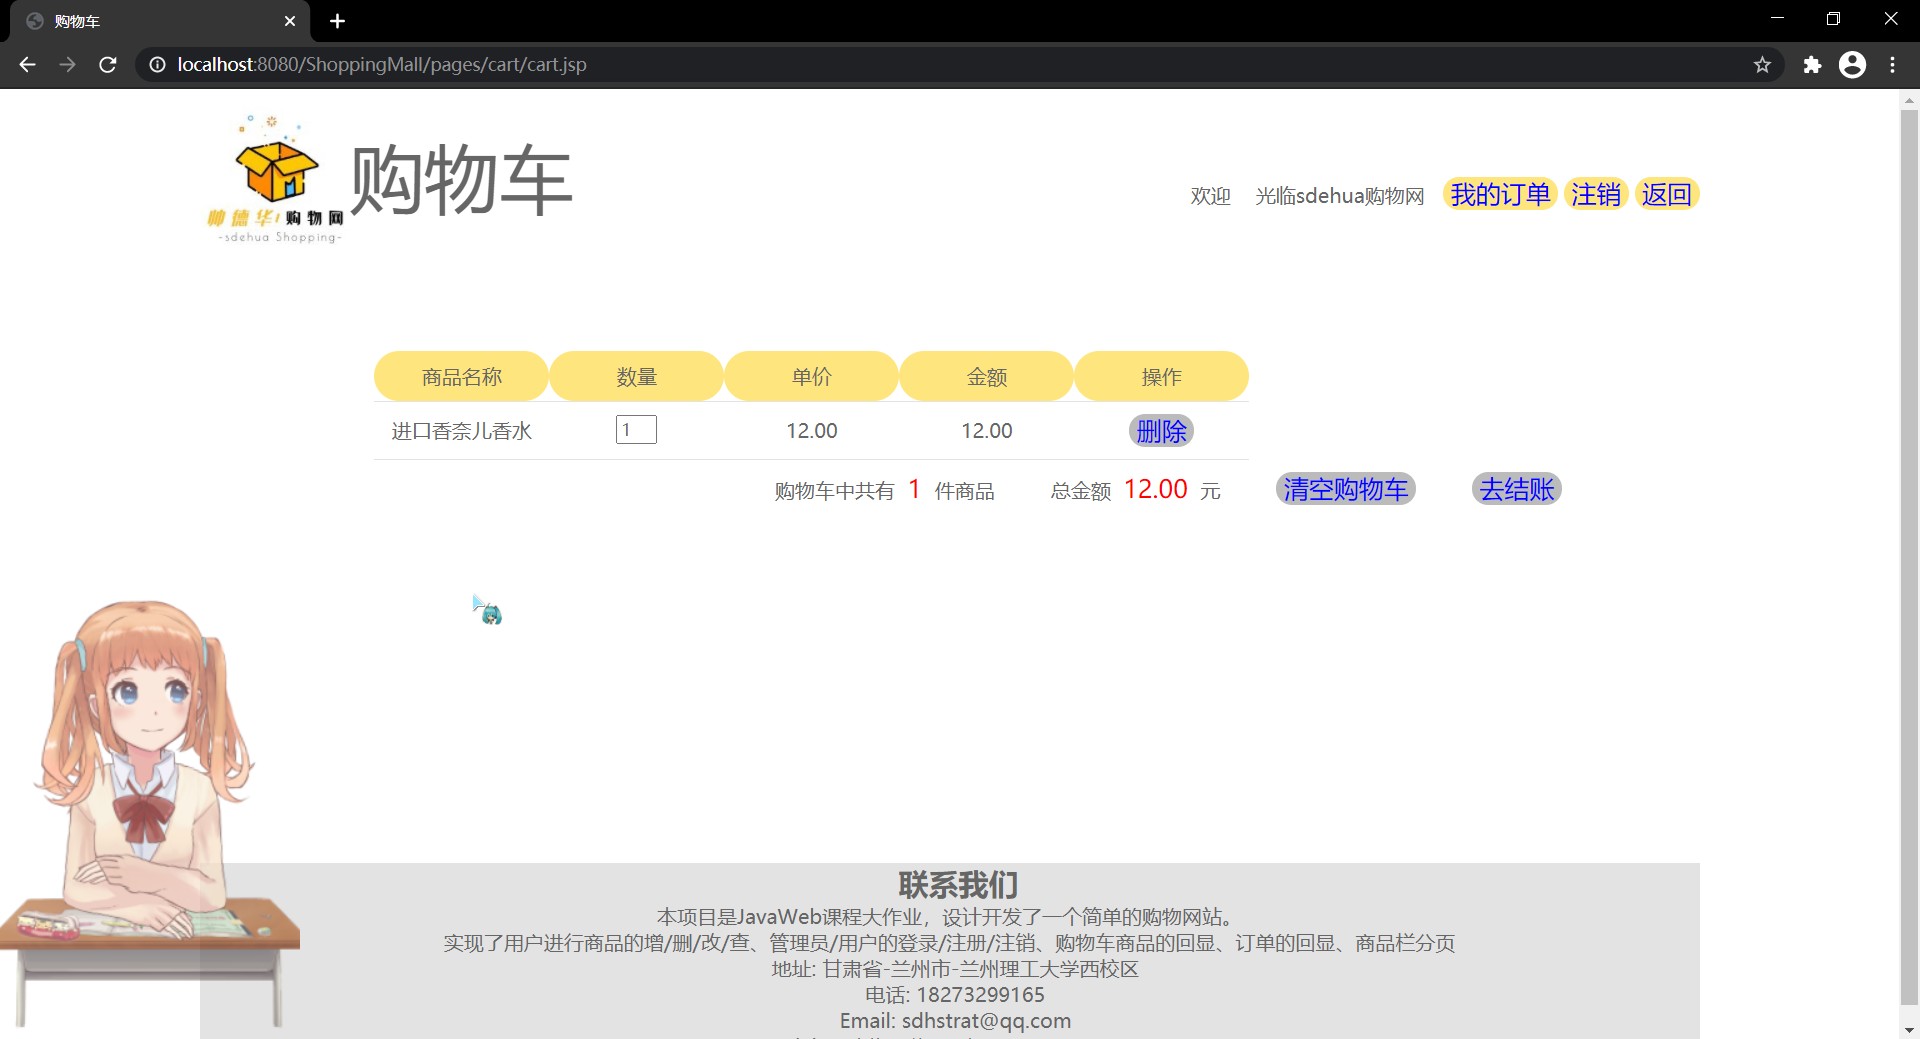 购物车
localhost:8080/ShoppingMall/pages/cart/cart.jsp
帅德华购物网
-sdehua Shopping-
购物车
欢迎 光临sdehua购物网 我的订单 注销 返回
商品名称 数量 单价 金额 操作
进口香奈儿香水 1 12.00 12.00 删除
购物车中共有 1 件商品 总金额 12.00 元 清空购物车 去结账
联系我们
本项目是JavaWeb课程大作业，设计开发了一个简单的购物网站。
实现了用户进行商品的增/删/改/查、管理员/用户的登录/注册/注销、购物车商品的回显、订单的回显、商品栏分页
地址: 甘肃省-兰州市-兰州理工大学西校区
电话: 18273299165
Email: sdhstrat@qq.com